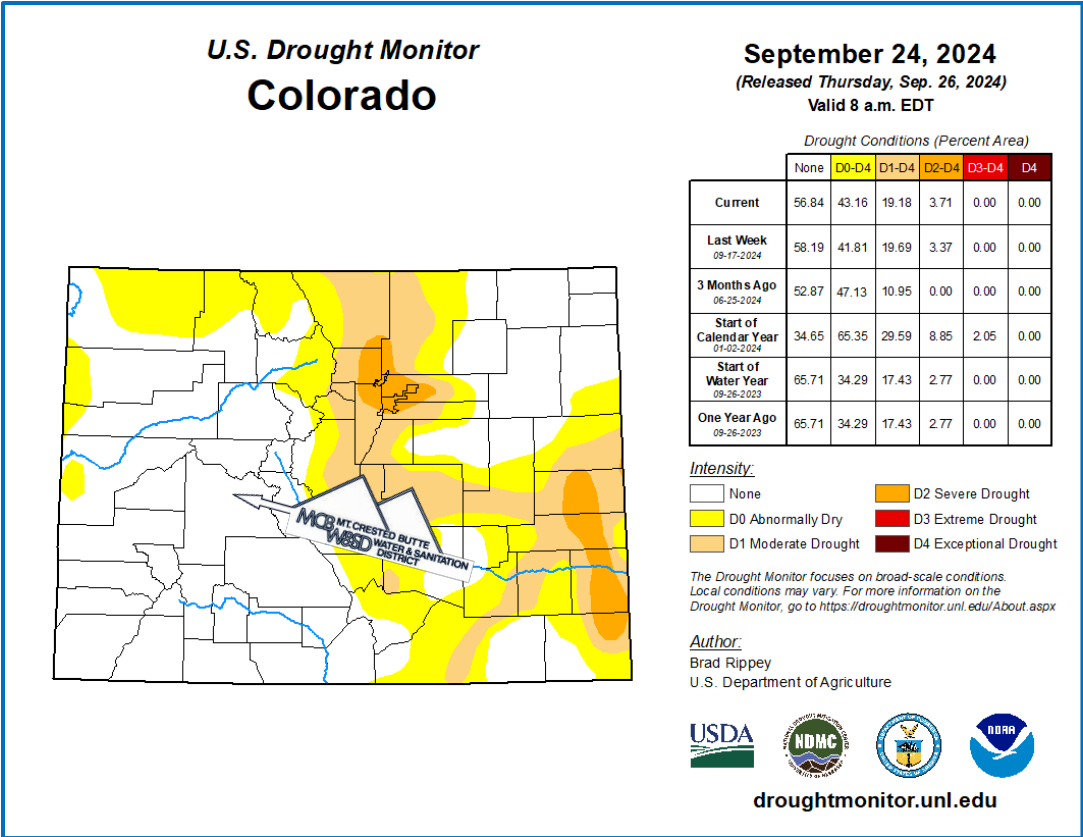 U.S. Drought Monitor
Colorado
September 24, 2024
(Released Thursday, Sep. 26, 2024)
Valid 8 a.m. EDT
Drought Conditions (Percent Area)
None D0-D4 D1-D4 D2-D4 D3-D4 D4
Current 56.84 43.16 19.18 3.71 0.00 0.00
Last Week
09-17-2024 58.19 41.81 19.69 3.37 0.00 0.00
3 Months Ago
06-25-2024 52.87 47.13 10.95 0.00 0.00 0.00
Start of
Calendar Year
01-02-2024 34.65 65.35 29.59 8.85 2.05 0.00
Start of
Water Year
09-26-2023 65.71 34.29 17.43 2.77 0.00 0.00
One Year Ago
09-26-2023 65.71 34.29 17.43 2.77 0.00 0.00
MCB MT. CRESTED BUTTE
W&SD WATER & SANITATION
DISTRICT
Intensity:
None
D0 Abnormally Dry
D1 Moderate Drought
D2 Severe Drought
D3 Extreme Drought
D4 Exceptional Drought
The Drought Monitor focuses on broad-scale conditions.
Local conditions may vary. For more information on the
Drought Monitor, go to https://droughtmonitor.unl.edu/About.aspx
Author:
Brad Rippey
U.S. Department of Agriculture
USDA
NDMC
NOAA
droughtmonitor.unl.edu